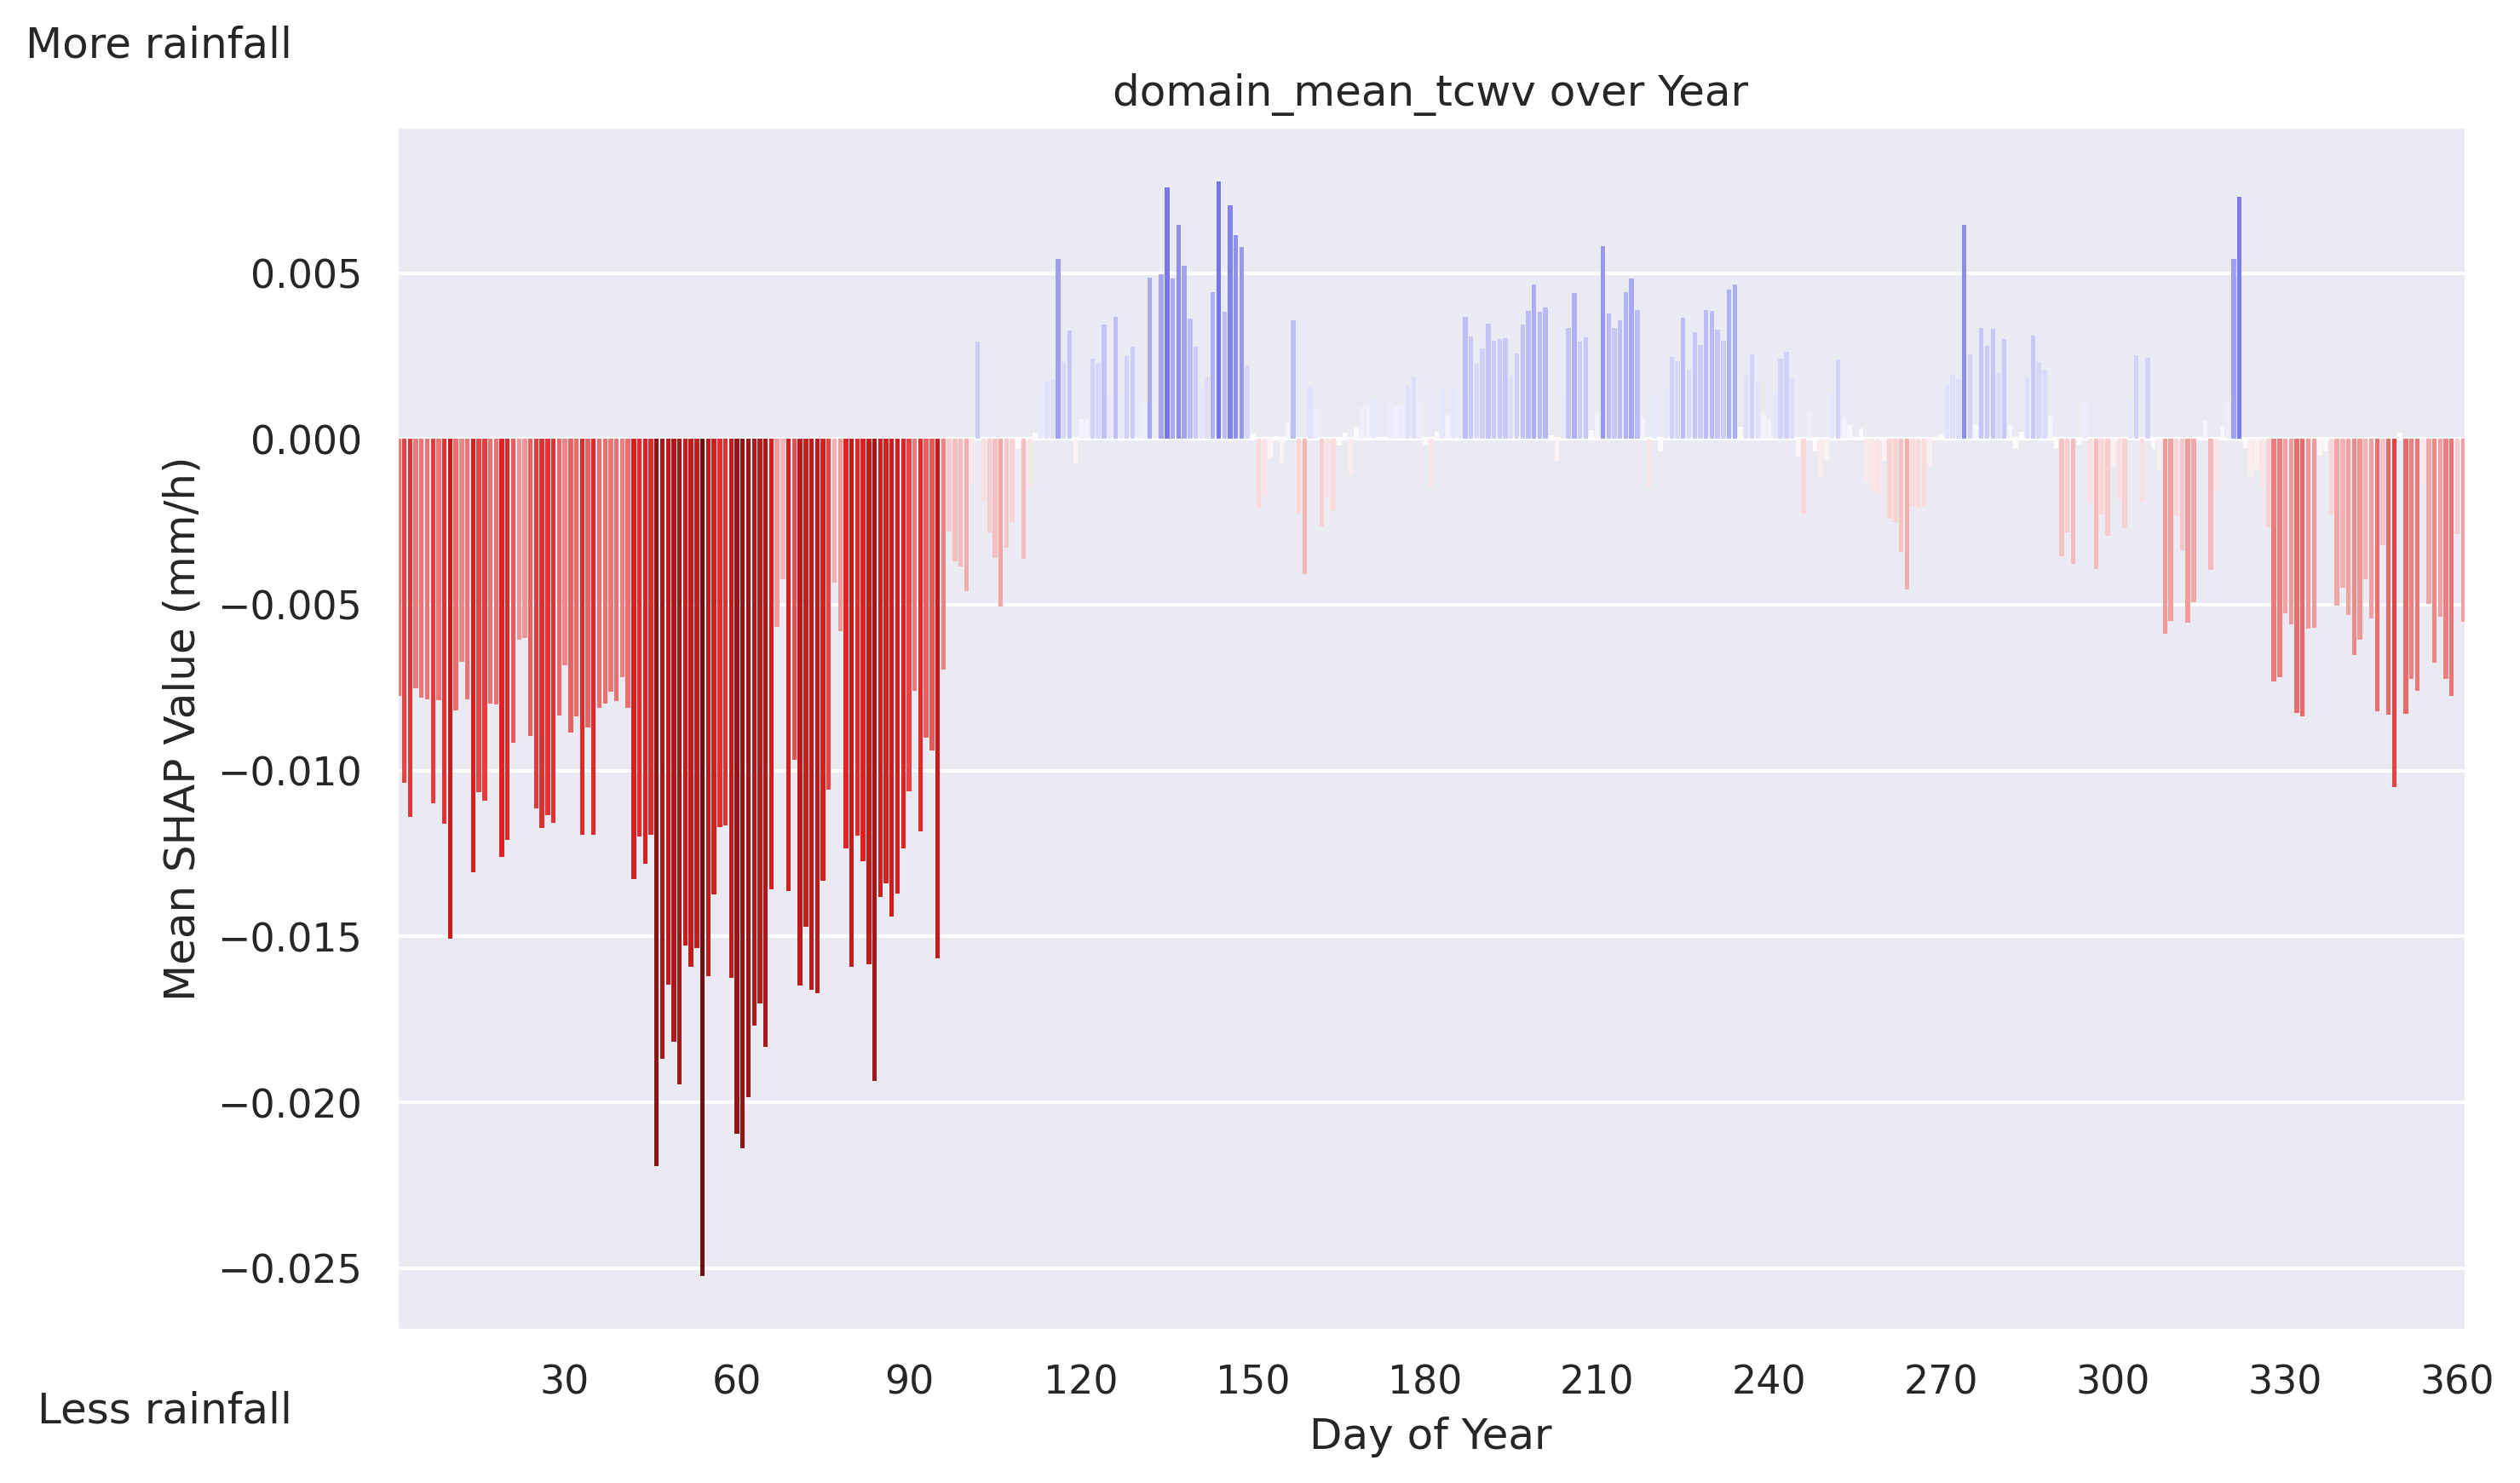 More rainfall
domain_mean_tcwv over Year
Mean SHAP Value (mm/h)
0.005
0.000
−0.005
−0.010
−0.015
−0.020
−0.025
30 60 90 120 150 180 210 240 270 300 330 360
Less rainfall
Day of Year